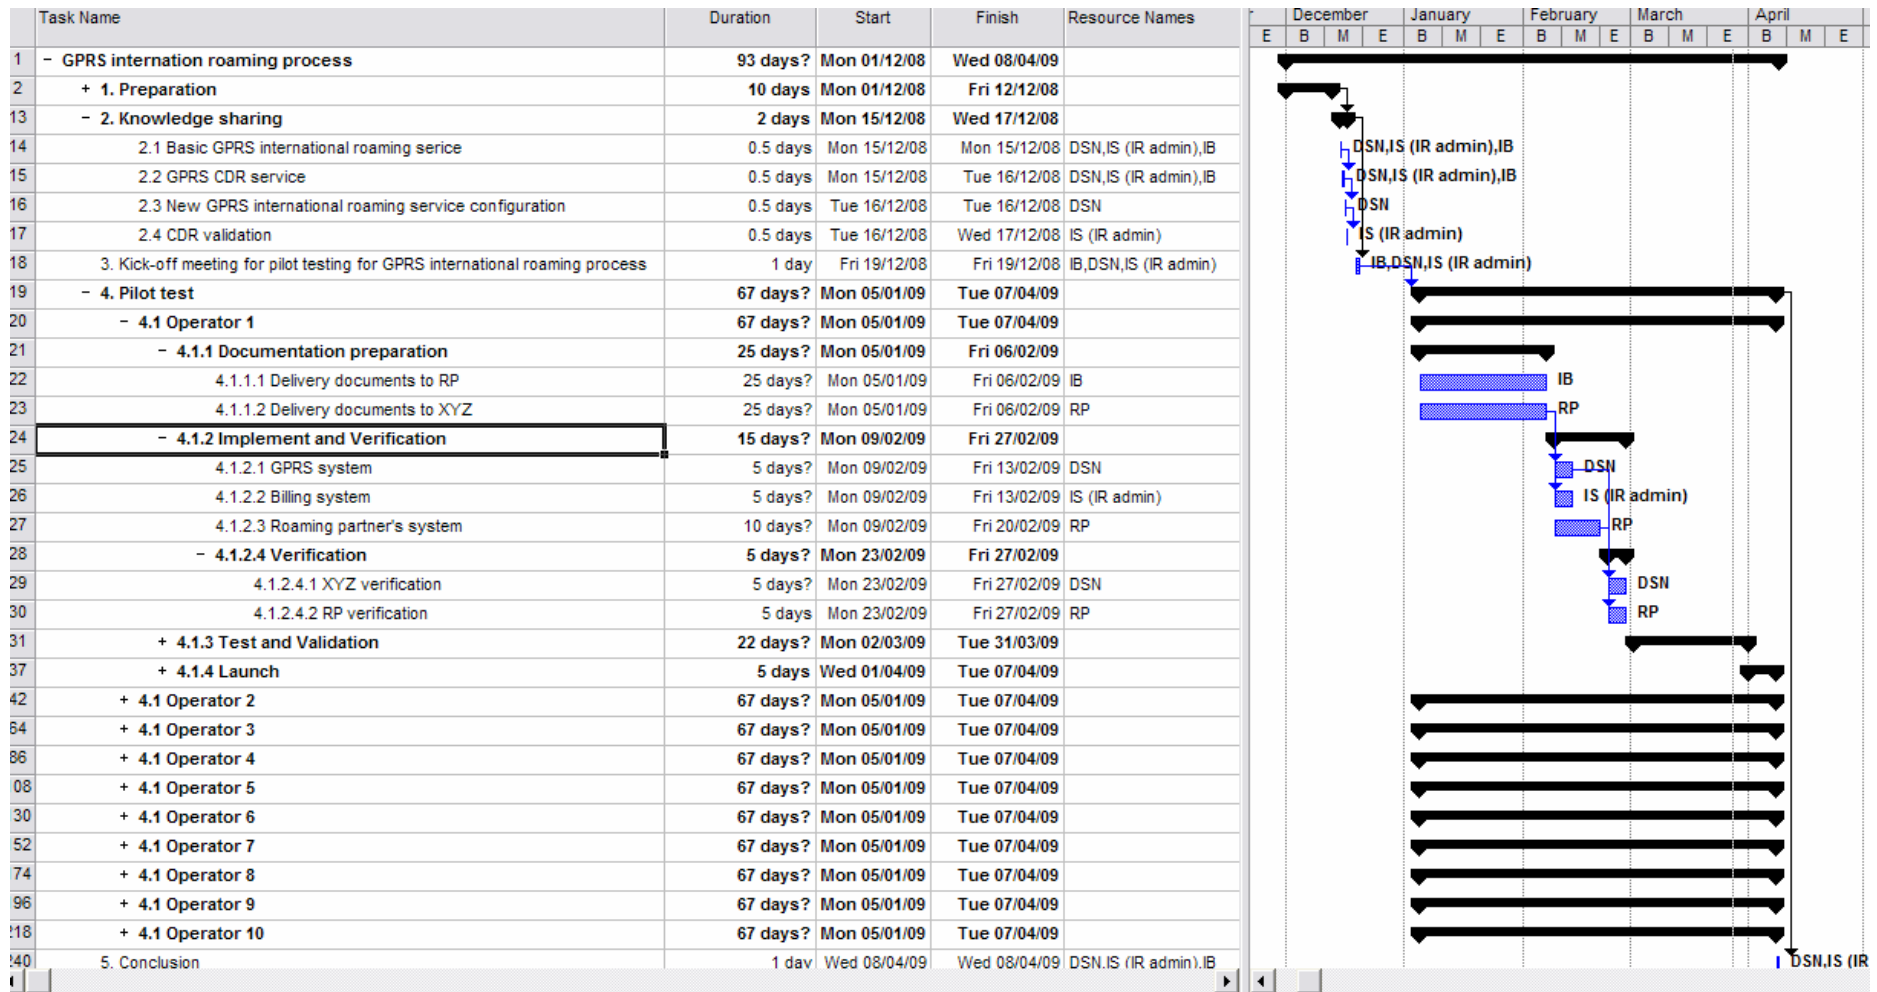 Task Name Duration Start Finish Resource Names r December January February March April
E B M E B M E B M E B M E B M E
1 − GPRS internation roaming process 93 days? Mon 01/12/08 Wed 08/04/09
2 + 1. Preparation 10 days Mon 01/12/08 Fri 12/12/08
13 − 2. Knowledge sharing 2 days Mon 15/12/08 Wed 17/12/08
14 2.1 Basic GPRS international roaming serice 0.5 days Mon 15/12/08 Mon 15/12/08 DSN,IS (IR admin),IB DSN,IS (IR admin),IB
15 2.2 GPRS CDR service 0.5 days Mon 15/12/08 Tue 16/12/08 DSN,IS (IR admin),IB DSN,IS (IR admin),IB
16 2.3 New GPRS international roaming service configuration 0.5 days Tue 16/12/08 Tue 16/12/08 DSN DSN
17 2.4 CDR validation 0.5 days Tue 16/12/08 Wed 17/12/08 IS (IR admin) IS (IR admin)
18 3. Kick-off meeting for pilot testing for GPRS international roaming process 1 day Fri 19/12/08 Fri 19/12/08 IB,DSN,IS (IR admin) IB,DSN,IS (IR admin)
19 − 4. Pilot test 67 days? Mon 05/01/09 Tue 07/04/09
20 − 4.1 Operator 1 67 days? Mon 05/01/09 Tue 07/04/09
21 − 4.1.1 Documentation preparation 25 days? Mon 05/01/09 Fri 06/02/09
22 4.1.1.1 Delivery documents to RP 25 days? Mon 05/01/09 Fri 06/02/09 IB IB
23 4.1.1.2 Delivery documents to XYZ 25 days? Mon 05/01/09 Fri 06/02/09 RP RP
24 − 4.1.2 Implement and Verification 15 days? Mon 09/02/09 Fri 27/02/09
25 4.1.2.1 GPRS system 5 days? Mon 09/02/09 Fri 13/02/09 DSN DSN
26 4.1.2.2 Billing system 5 days? Mon 09/02/09 Fri 13/02/09 IS (IR admin) IS (IR admin)
27 4.1.2.3 Roaming partner's system 10 days? Mon 09/02/09 Fri 20/02/09 RP RP
28 − 4.1.2.4 Verification 5 days? Mon 23/02/09 Fri 27/02/09
29 4.1.2.4.1 XYZ verification 5 days? Mon 23/02/09 Fri 27/02/09 DSN DSN
30 4.1.2.4.2 RP verification 5 days Mon 23/02/09 Fri 27/02/09 RP RP
31 + 4.1.3 Test and Validation 22 days? Mon 02/03/09 Tue 31/03/09
37 + 4.1.4 Launch 5 days Wed 01/04/09 Tue 07/04/09
42 + 4.1 Operator 2 67 days? Mon 05/01/09 Tue 07/04/09
64 + 4.1 Operator 3 67 days? Mon 05/01/09 Tue 07/04/09
86 + 4.1 Operator 4 67 days? Mon 05/01/09 Tue 07/04/09
08 + 4.1 Operator 5 67 days? Mon 05/01/09 Tue 07/04/09
30 + 4.1 Operator 6 67 days? Mon 05/01/09 Tue 07/04/09
52 + 4.1 Operator 7 67 days? Mon 05/01/09 Tue 07/04/09
74 + 4.1 Operator 8 67 days? Mon 05/01/09 Tue 07/04/09
96 + 4.1 Operator 9 67 days? Mon 05/01/09 Tue 07/04/09
218 + 4.1 Operator 10 67 days? Mon 05/01/09 Tue 07/04/09
240 5. Conclusion 1 day Wed 08/04/09 Wed 08/04/09 DSN,IS (IR admin),IB DSN,IS (IR